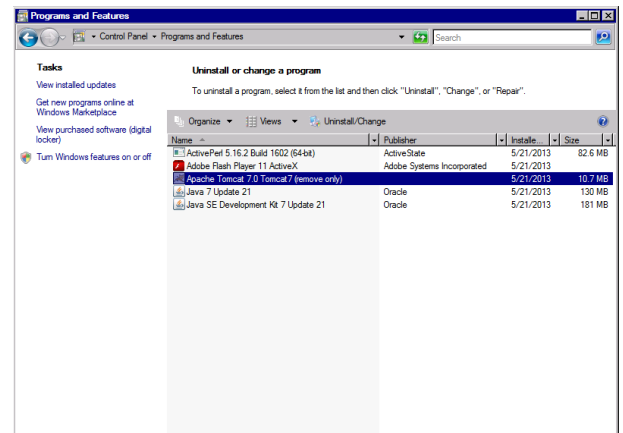 Programs and Features
Control Panel Programs and Features Search
Tasks
View installed updates
Get new programs online at
Windows Marketplace
View purchased software (digital
locker)
Turn Windows features on or off
Uninstall or change a program
To uninstall a program, select it from the list and then click "Uninstall", "Change", or "Repair".
Organize Views Uninstall/Change
Name Publisher Installe... Size
ActivePerl 5.16.2 Build 1602 (64-bit) ActiveState 5/21/2013 82.6 MB
Adobe Flash Player 11 ActiveX Adobe Systems Incorporated 5/21/2013
Apache Tomcat 7.0 Tomcat7 (remove only) 5/21/2013 10.7 MB
Java 7 Update 21 Oracle 5/21/2013 130 MB
Java SE Development Kit 7 Update 21 Oracle 5/21/2013 181 MB